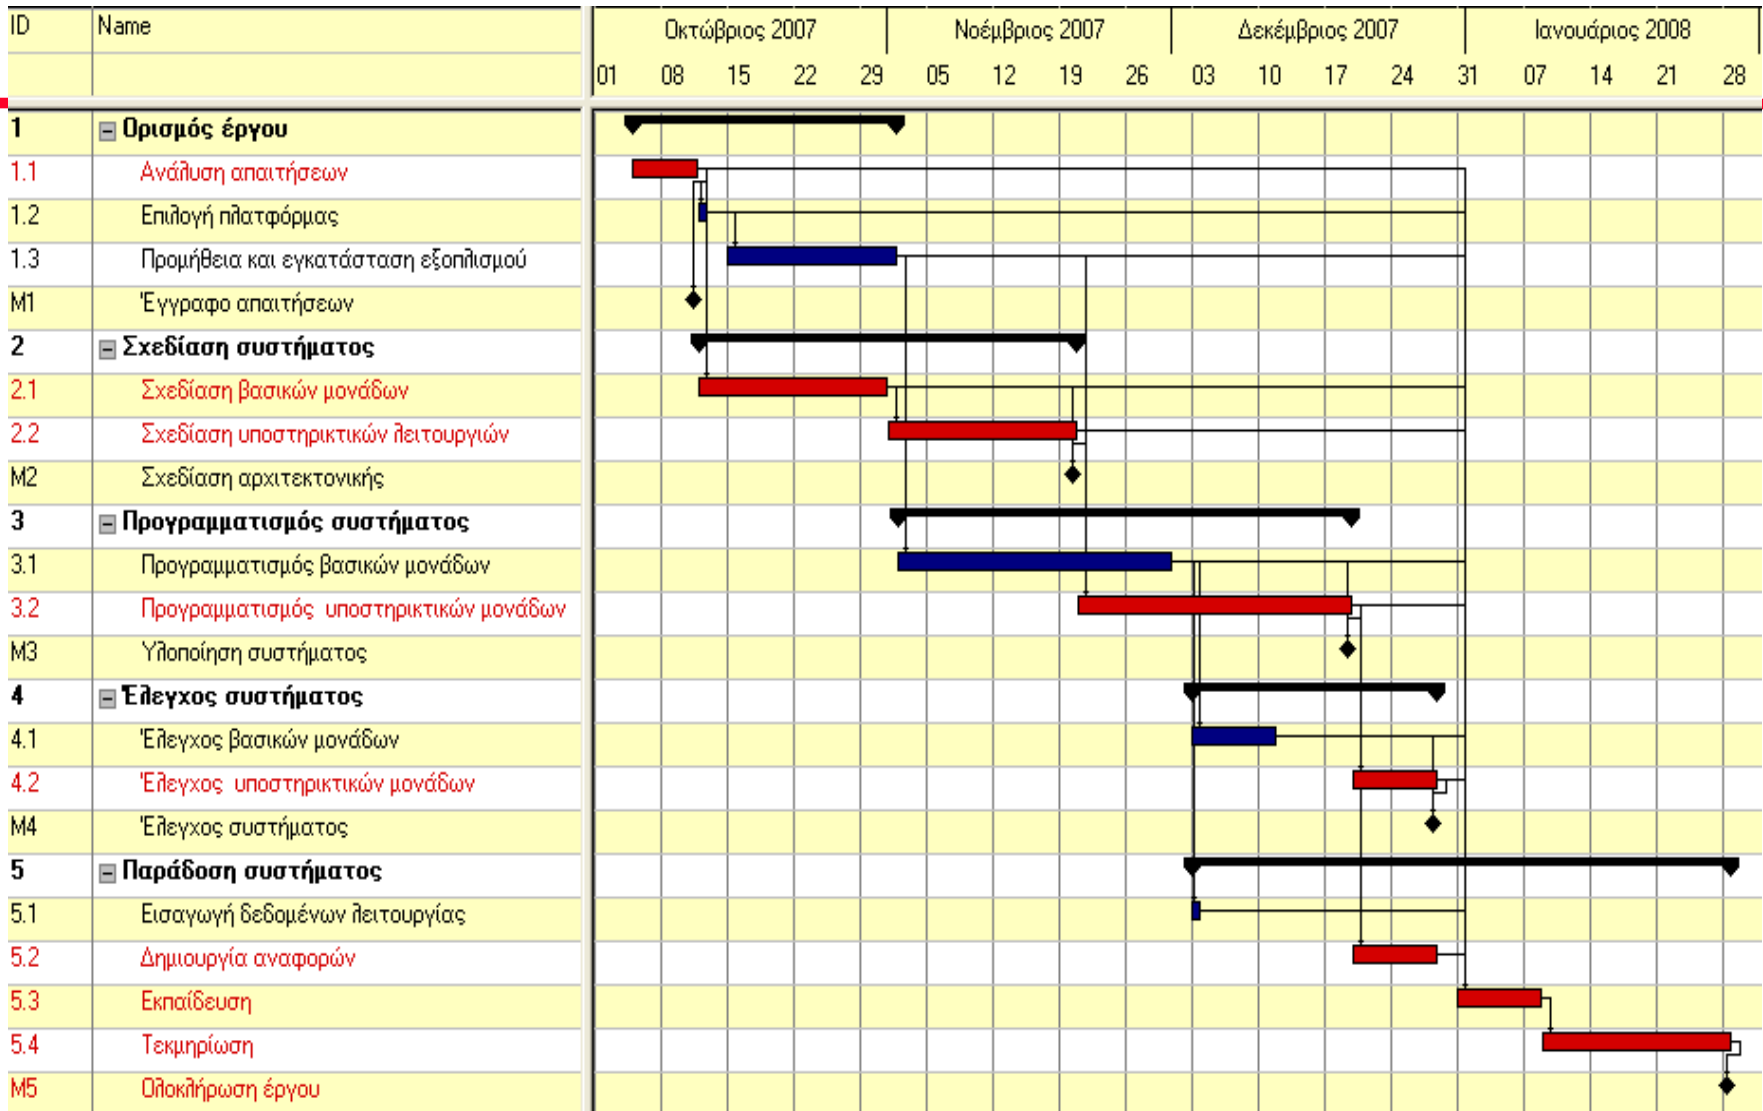 ID Name Οκτώβριος 2007 Νοέμβριος 2007 Δεκέμβριος 2007 Ιανουάριος 2008
01 08 15 22 29 05 12 19 26 03 10 17 24 31 07 14 21 28
1 Ορισμός έργου
1.1 Ανάλυση απαιτήσεων
1.2 Επιλογή πλατφόρμας
1.3 Προμήθεια και εγκατάσταση εξοπλισμού
M1 Έγγραφο απαιτήσεων
2 Σχεδίαση συστήματος
2.1 Σχεδίαση βασικών μονάδων
2.2 Σχεδίαση υποστηρικτικών λειτουργιών
M2 Σχεδίαση αρχιτεκτονικής
3 Προγραμματισμός συστήματος
3.1 Προγραμματισμός βασικών μονάδων
3.2 Προγραμματισμός υποστηρικτικών μονάδων
M3 Υλοποίηση συστήματος
4 Έλεγχος συστήματος
4.1 Έλεγχος βασικών μονάδων
4.2 Έλεγχος υποστηρικτικών μονάδων
M4 Έλεγχος συστήματος
5 Παράδοση συστήματος
5.1 Εισαγωγή δεδομένων λειτουργίας
5.2 Δημιουργία αναφορών
5.3 Εκπαίδευση
5.4 Τεκμηρίωση
M5 Ολοκλήρωση έργου